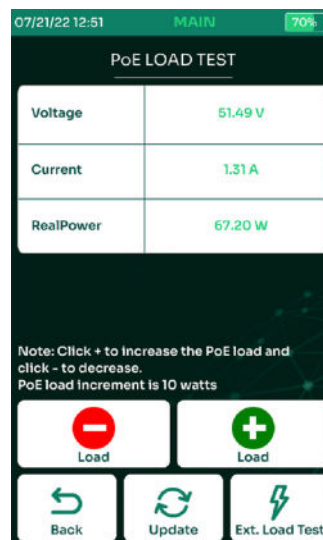 07/21/22 12:51 MAIN 70%
PoE LOAD TEST
Voltage 51.49 V
Current 1.31 A
RealPower 67.20 W
Note: Click + to increase the PoE load and
click - to decrease.
PoE load increment is 10 watts
Load Load
Back Update Ext. Load Test